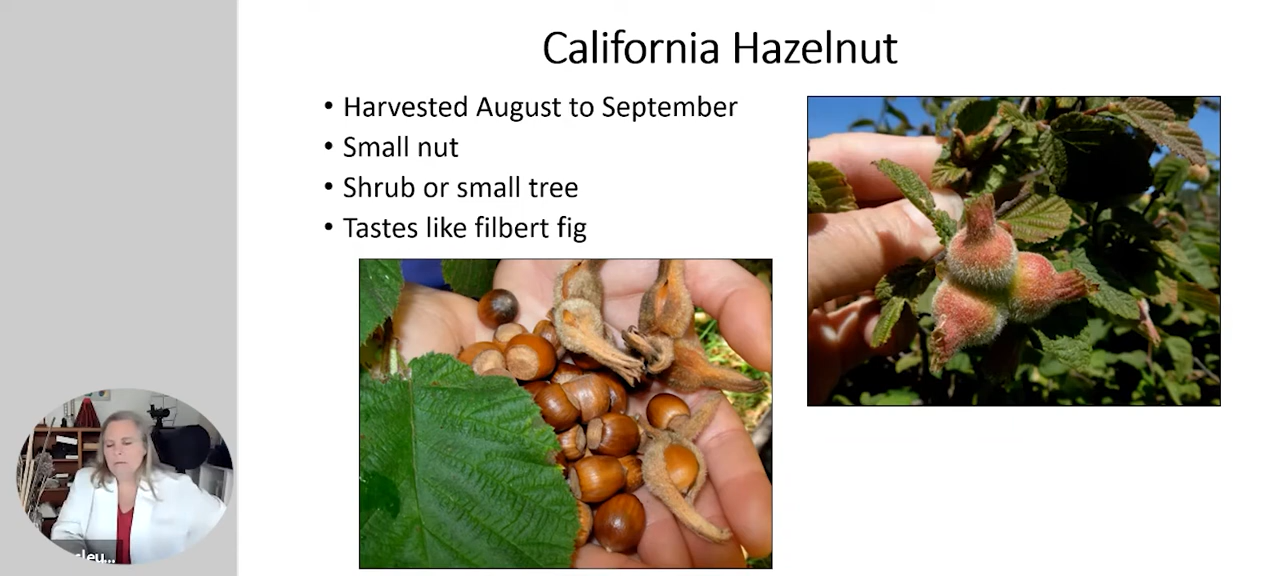 California Hazelnut
• Harvested August to September
• Small nut
• Shrub or small tree
• Tastes like filbert fig